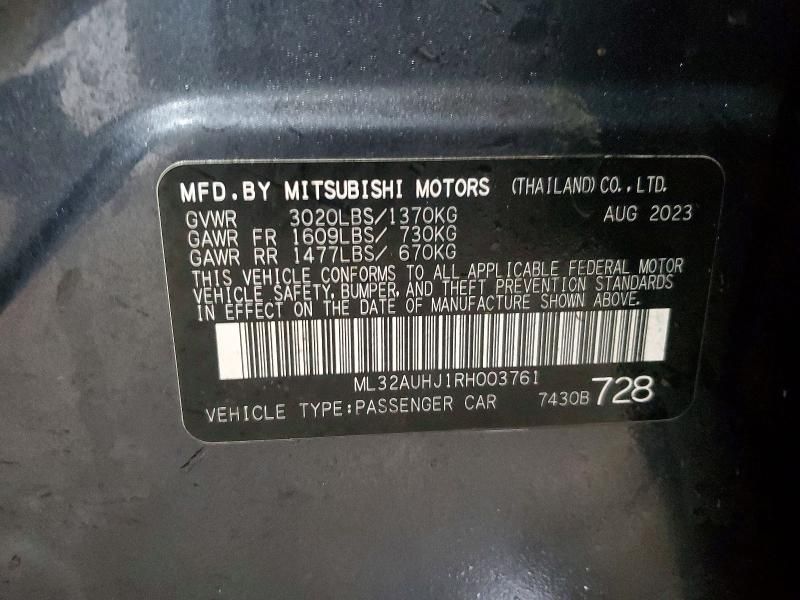 MFD.BY MITSUBISHI MOTORS (THAILAND)CO.,LTD.
GVWR 3020LBS/1370KG AUG 2023
GAWR FR 1609LBS/ 730KG
GAWR RR 1477LBS/ 670KG
THIS VEHICLE CONFORMS TO ALL APPLICABLE FEDERAL MOTOR
VEHICLE SAFETY, BUMPER, AND THEFT PREVENTION STANDARDS
IN EFFECT ON THE DATE OF MANUFACTURE SHOWN ABOVE.
ML32AUHJ1RH003761
VEHICLE TYPE:PASSENGER CAR 7430B 728